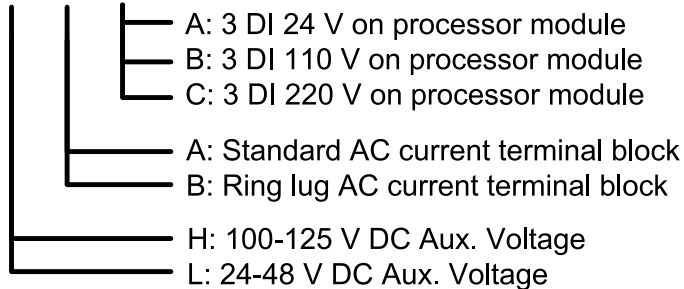 A: 3 DI 24 V on processor module
B: 3 DI 110 V on processor module
C: 3 DI 220 V on processor module
A: Standard AC current terminal block
B: Ring lug AC current terminal block
H: 100-125 V DC Aux. Voltage
L: 24-48 V DC Aux. Voltage